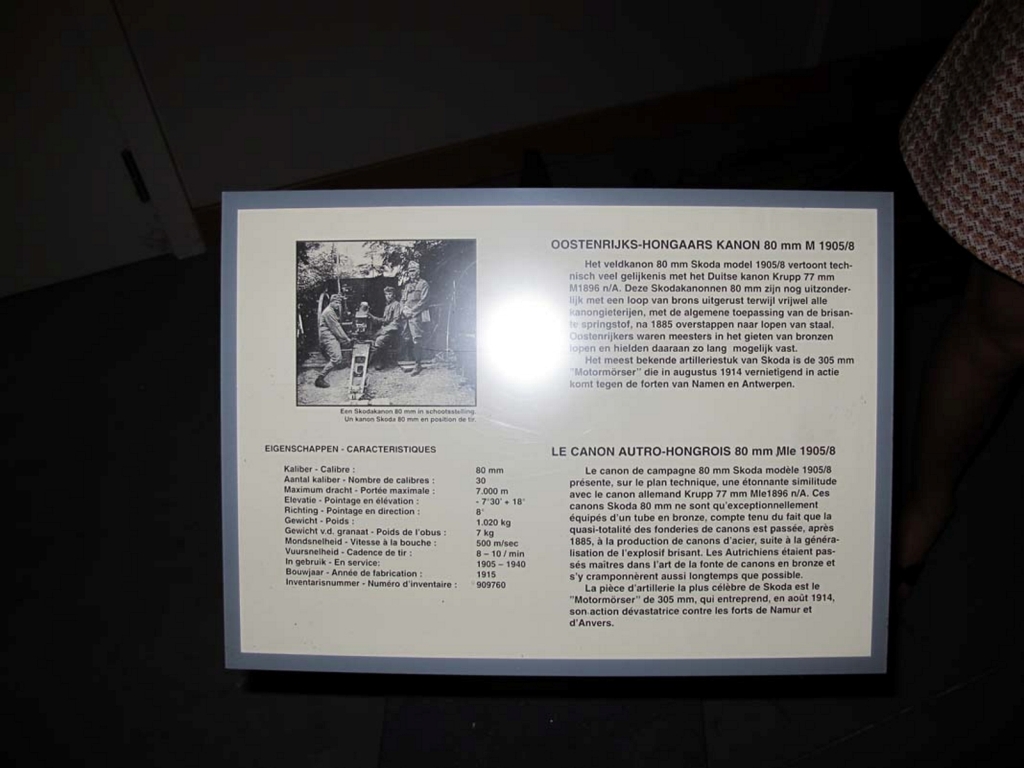 Een Skodakanon 80 mm in schootsstelling.
Un kanon Skoda 80 mm en position de tir.
EIGENSCHAPPEN - CARACTERISTIQUES
Kaliber - Calibre : 80 mm
Aantal kaliber - Nombre de calibres : 30
Maximum dracht - Portée maximale : 7.000 m
Elevatie - Pointage en élévation : - 7°30' + 18°
Richting - Pointage en direction : 8°
Gewicht - Poids : 1.020 kg
Gewicht v.d. granaat - Poids de l'obus : 7 kg
Mondsnelheid - Vitesse à la bouche : 500 m/sec
Vuursnelheid - Cadence de tir : 8 – 10 / min
In gebruik - En service: 1905 – 1940
Bouwjaar - Année de fabrication : 1915
Inventarisnummer - Numéro d'inventaire : 909760
OOSTENRIJKS-HONGAARS KANON 80 mm M 1905/8
Het veldkanon 80 mm Skoda model 1905/8 vertoont tech-
nisch veel gelijkenis met het Duitse kanon Krupp 77 mm
M1896 n/A. Deze Skodakanonnen 80 mm zijn nog uitzonder-
lijk met een loop van brons uitgerust terwijl vrijwel alle
kanongieterijen, met de algemene toepassing van de brisan-
te springstof, na 1885 overstappen naar lopen van staal.
Oostenrijkers waren meesters in het gieten van bronzen
lopen en hielden daaraan zo lang mogelijk vast.
Het meest bekende artilleriestuk van Skoda is de 305 mm
"Motormörser" die in augustus 1914 vernietigend in actie
komt tegen de forten van Namen en Antwerpen.
LE CANON AUTRO-HONGROIS 80 mm Mle 1905/8
Le canon de campagne 80 mm Skoda modèle 1905/8
présente, sur le plan technique, une étonnante similitude
avec le canon allemand Krupp 77 mm Mle1896 n/A. Ces
canons Skoda 80 mm ne sont qu'exceptionnellement
équipés d'un tube en bronze, compte tenu du fait que la
quasi-totalité des fonderies de canons est passée, après
1885, à la production de canons d'acier, suite à la généra-
lisation de l'explosif brisant. Les Autrichiens étaient pas-
sés maîtres dans l'art de la fonte de canons en bronze et
s'y cramponnèrent aussi longtemps que possible.
La pièce d'artillerie la plus célèbre de Skoda est le
"Motormörser" de 305 mm, qui entreprend, en août 1914,
son action dévastatrice contre les forts de Namur et
d'Anvers.